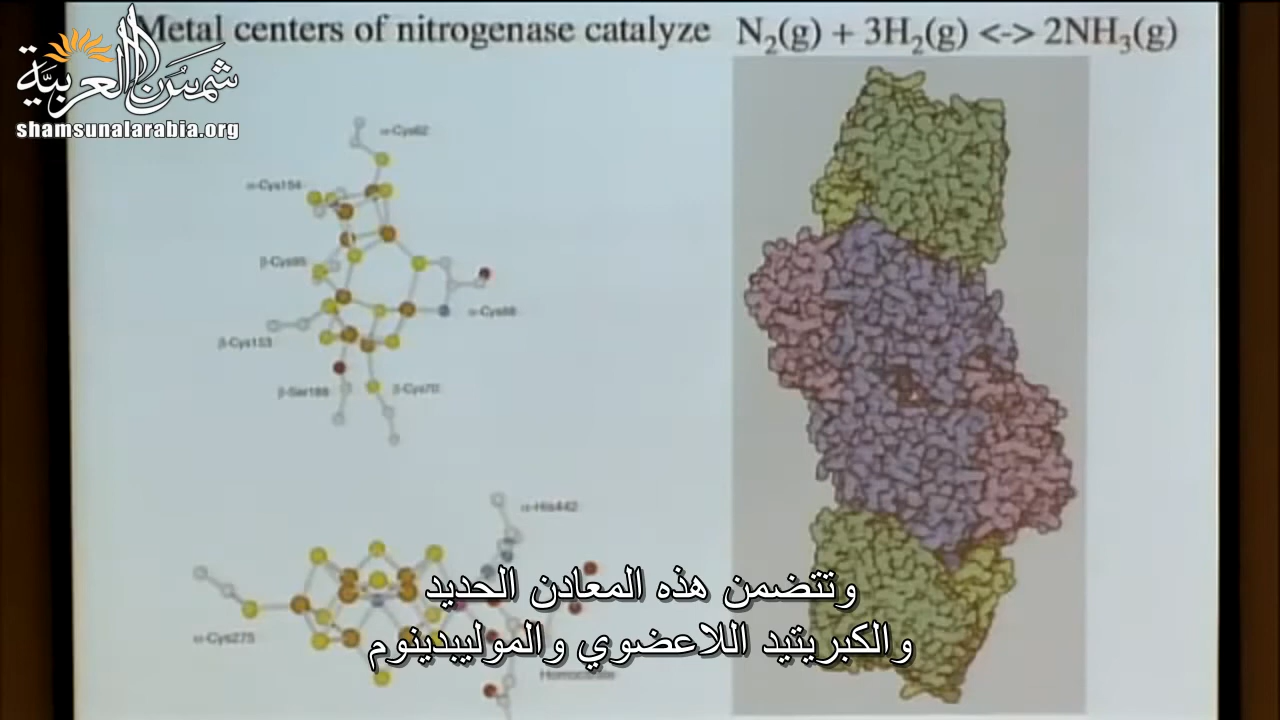 Metal centers of nitrogenase catalyze N₂(g) + 3H₂(g) <-> 2NH₃(g)
شمس العربية
shamsunalarabia.org
α-Cys62
α-Cys154
β-Cys95
α-Cys88
β-Cys153
β-Ser188
β-Cys70
α-His442
α-Cys275
Homocitrate
وتتضمن هذه المعادن الحديد
والكبريتيد اللاعضوي والموليبدينوم